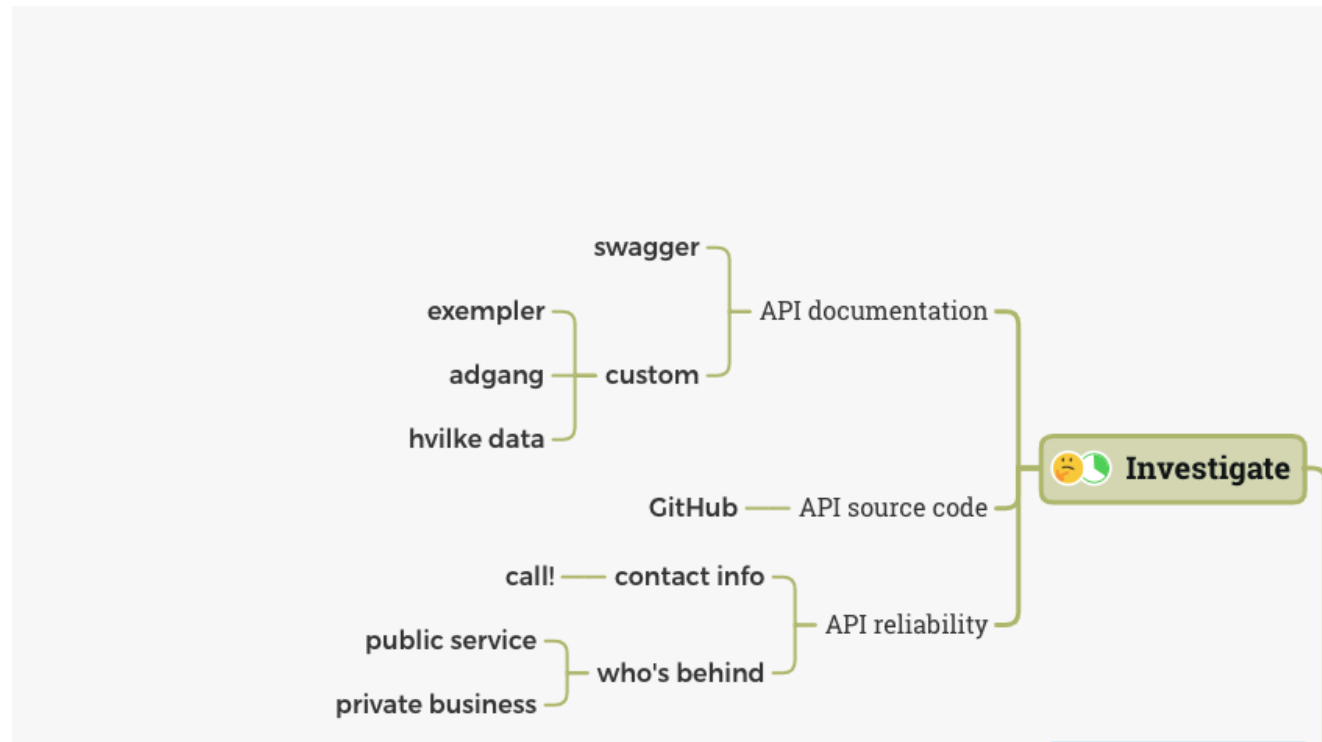 swagger
exempler
API documentation
adgang
custom
hvilke data
Investigate
GitHub
API source code
call!
contact info
API reliability
public service
who's behind
private business